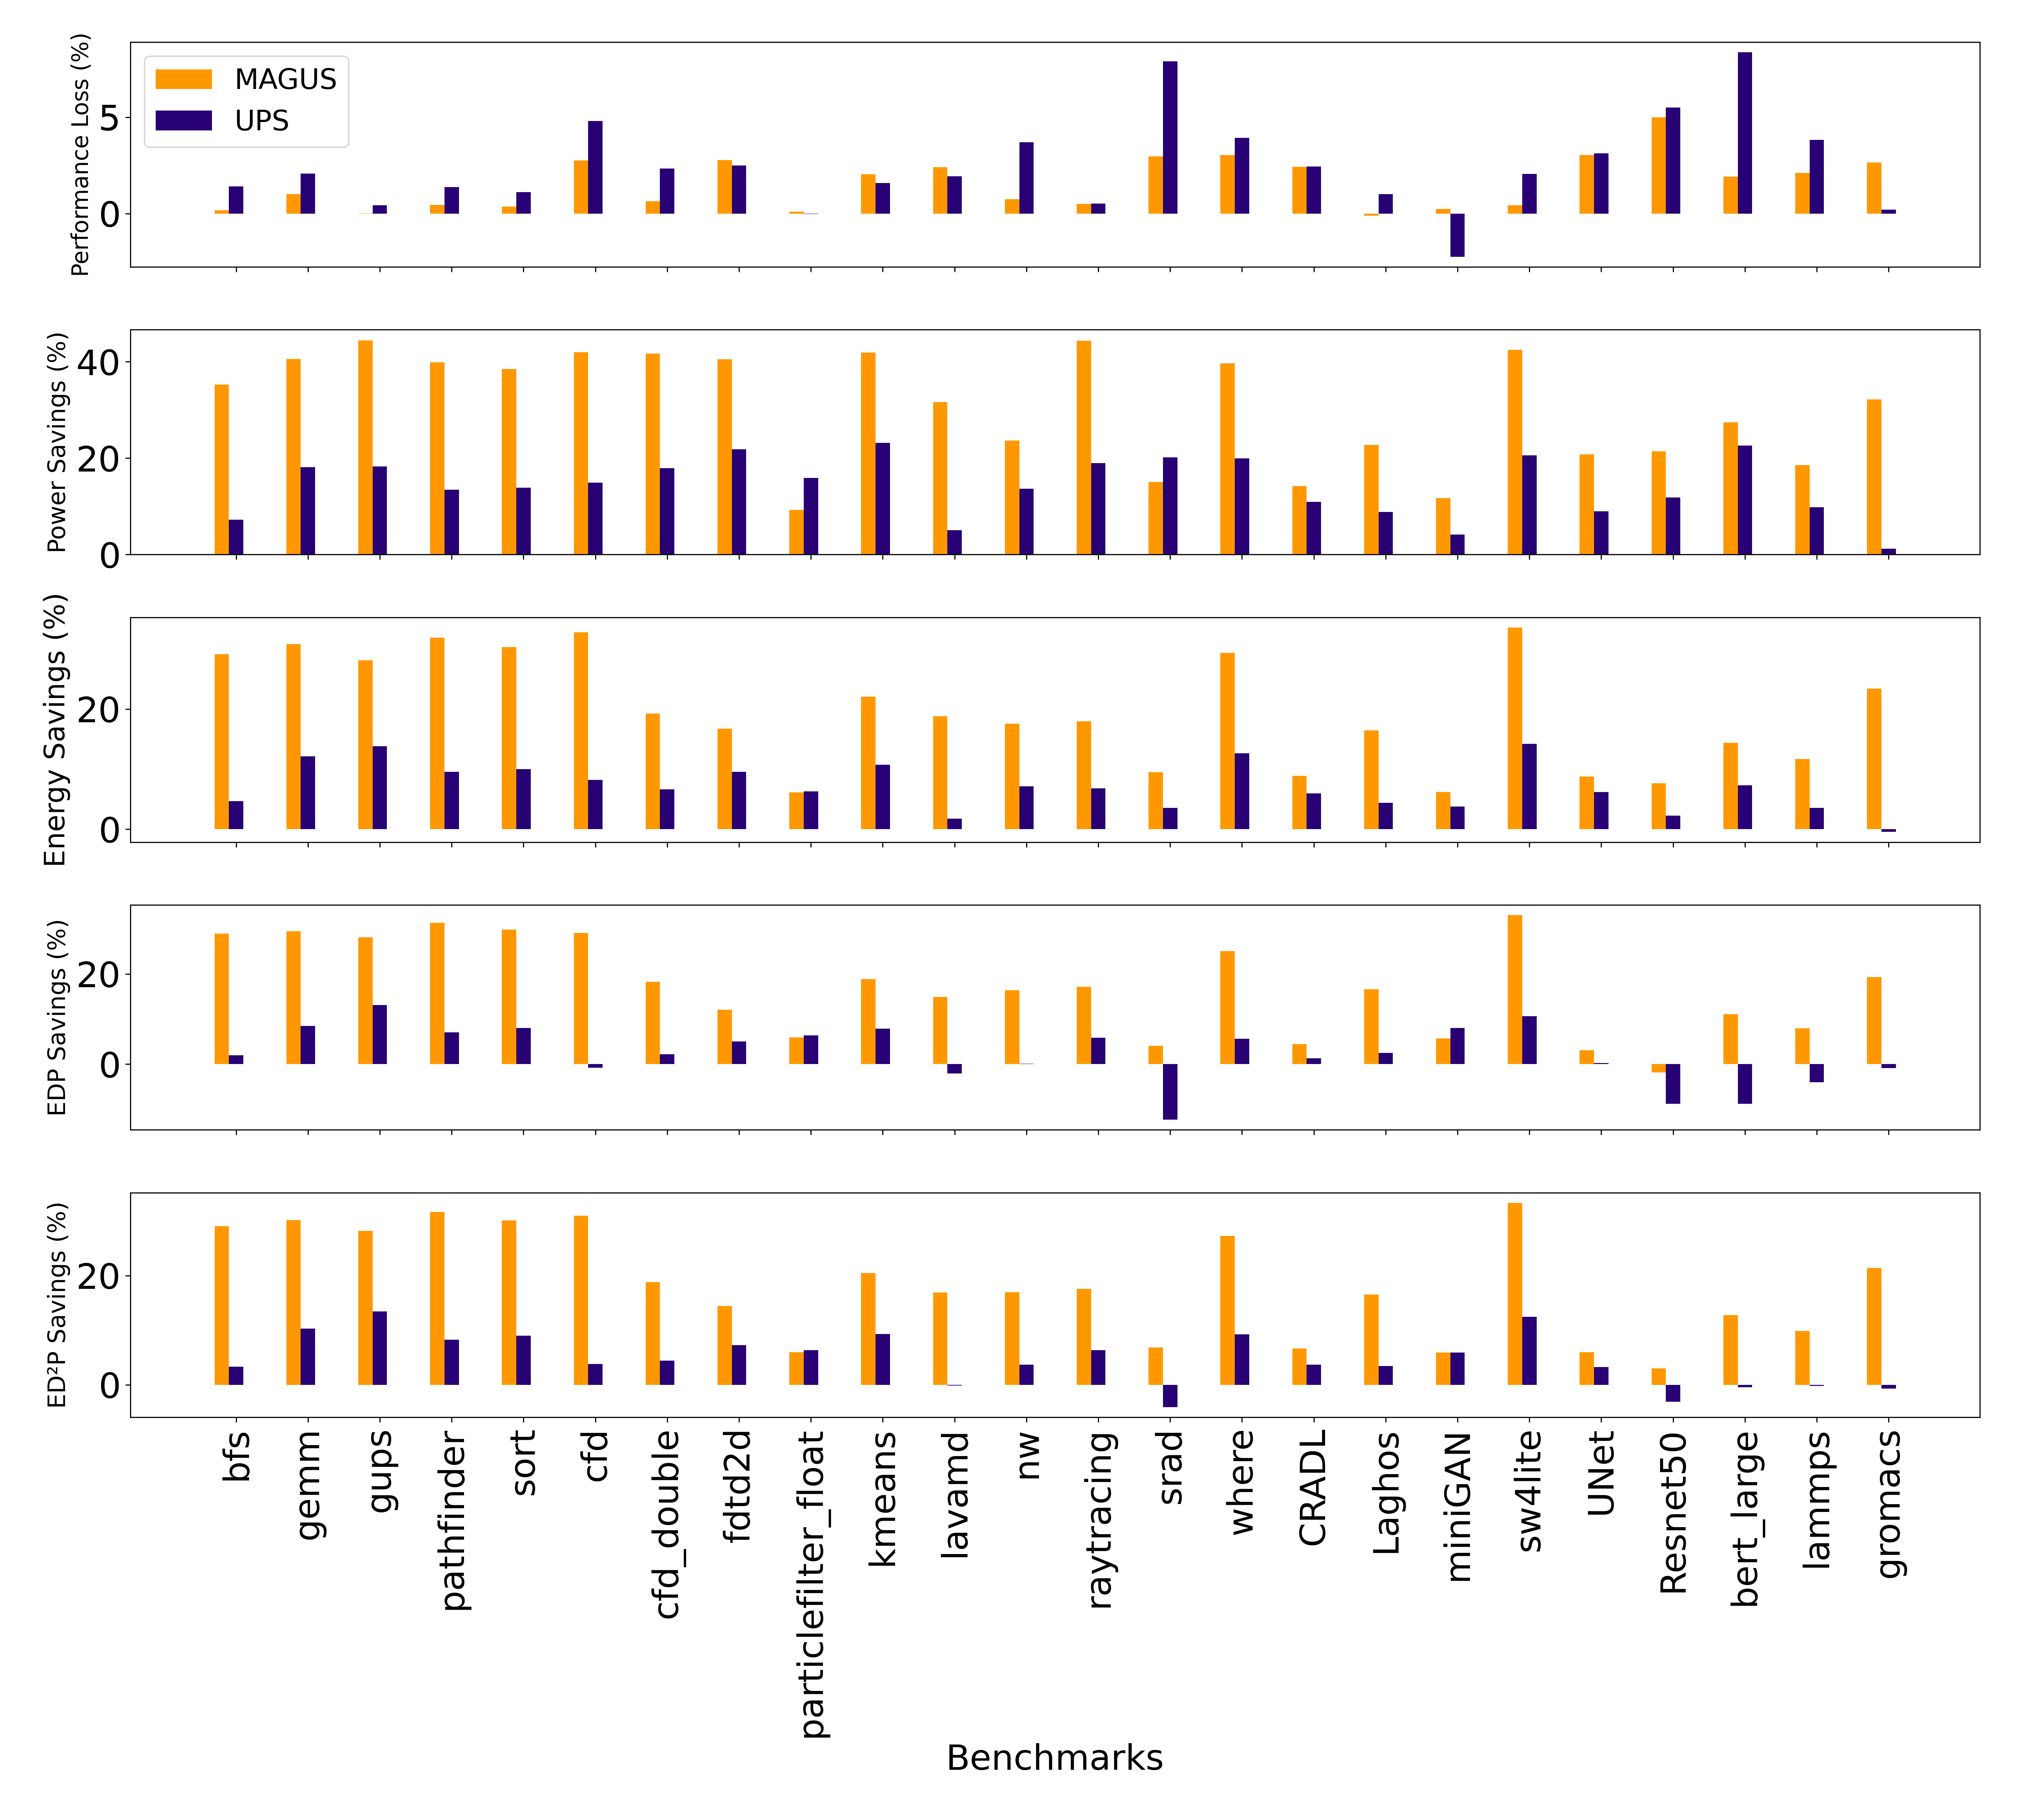 Performance Loss (%)
5
0
MAGUS
UPS
Power Savings (%)
40
20
0
Energy Savings (%)
20
0
EDP Savings (%)
20
0
ED²P Savings (%)
20
0
bfs
gemm
gups
pathfinder
sort
cfd
cfd_double
fdtd2d
particlefilter_float
kmeans
lavamd
nw
raytracing
srad
where
CRADL
Laghos
miniGAN
sw4lite
UNet
Resnet50
bert_large
lammps
gromacs
Benchmarks